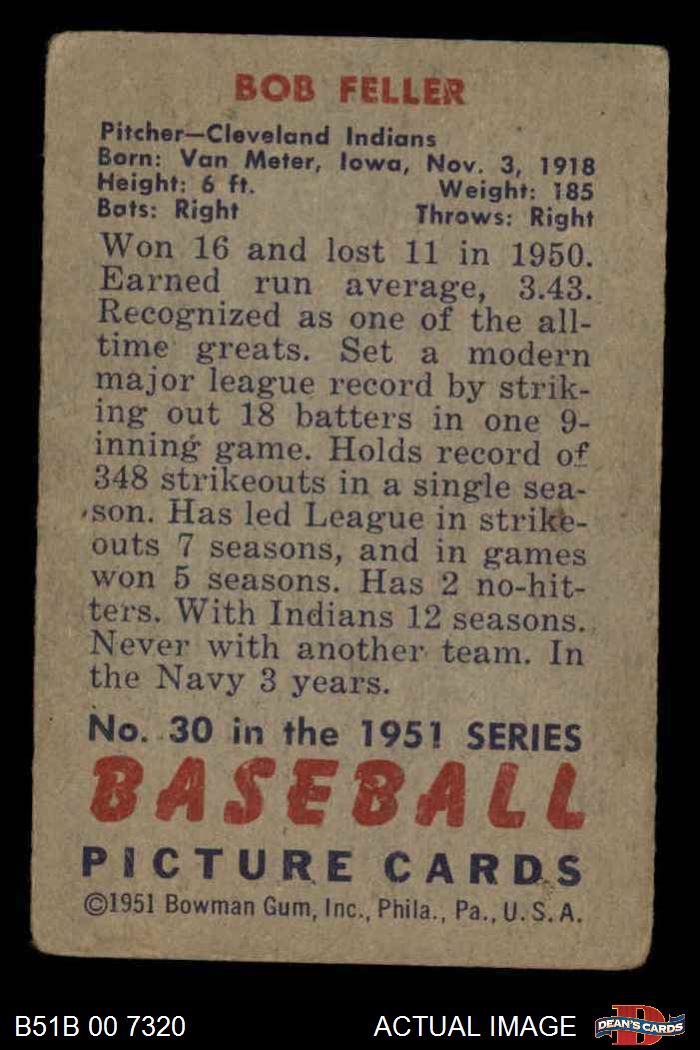 BOB FELLER
Pitcher—Cleveland Indians
Born: Van Meter, Iowa, Nov. 3, 1918
Height: 6 ft. Weight: 185
Bats: Right Throws: Right
Won 16 and lost 11 in 1950.
Earned run average, 3.43.
Recognized as one of the all-
time greats. Set a modern
major league record by strik-
ing out 18 batters in one 9-
inning game. Holds record of
348 strikeouts in a single sea-
son. Has led League in strike-
outs 7 seasons, and in games
won 5 seasons. Has 2 no-hit-
ters. With Indians 12 seasons.
Never with another team. In
the Navy 3 years.
No. 30 in the 1951 SERIES
BASEBALL
PICTURE CARDS
©1951 Bowman Gum, Inc., Phila., Pa., U. S. A.
B51B 00 7320 ACTUAL IMAGE D DEAN'S CARDS